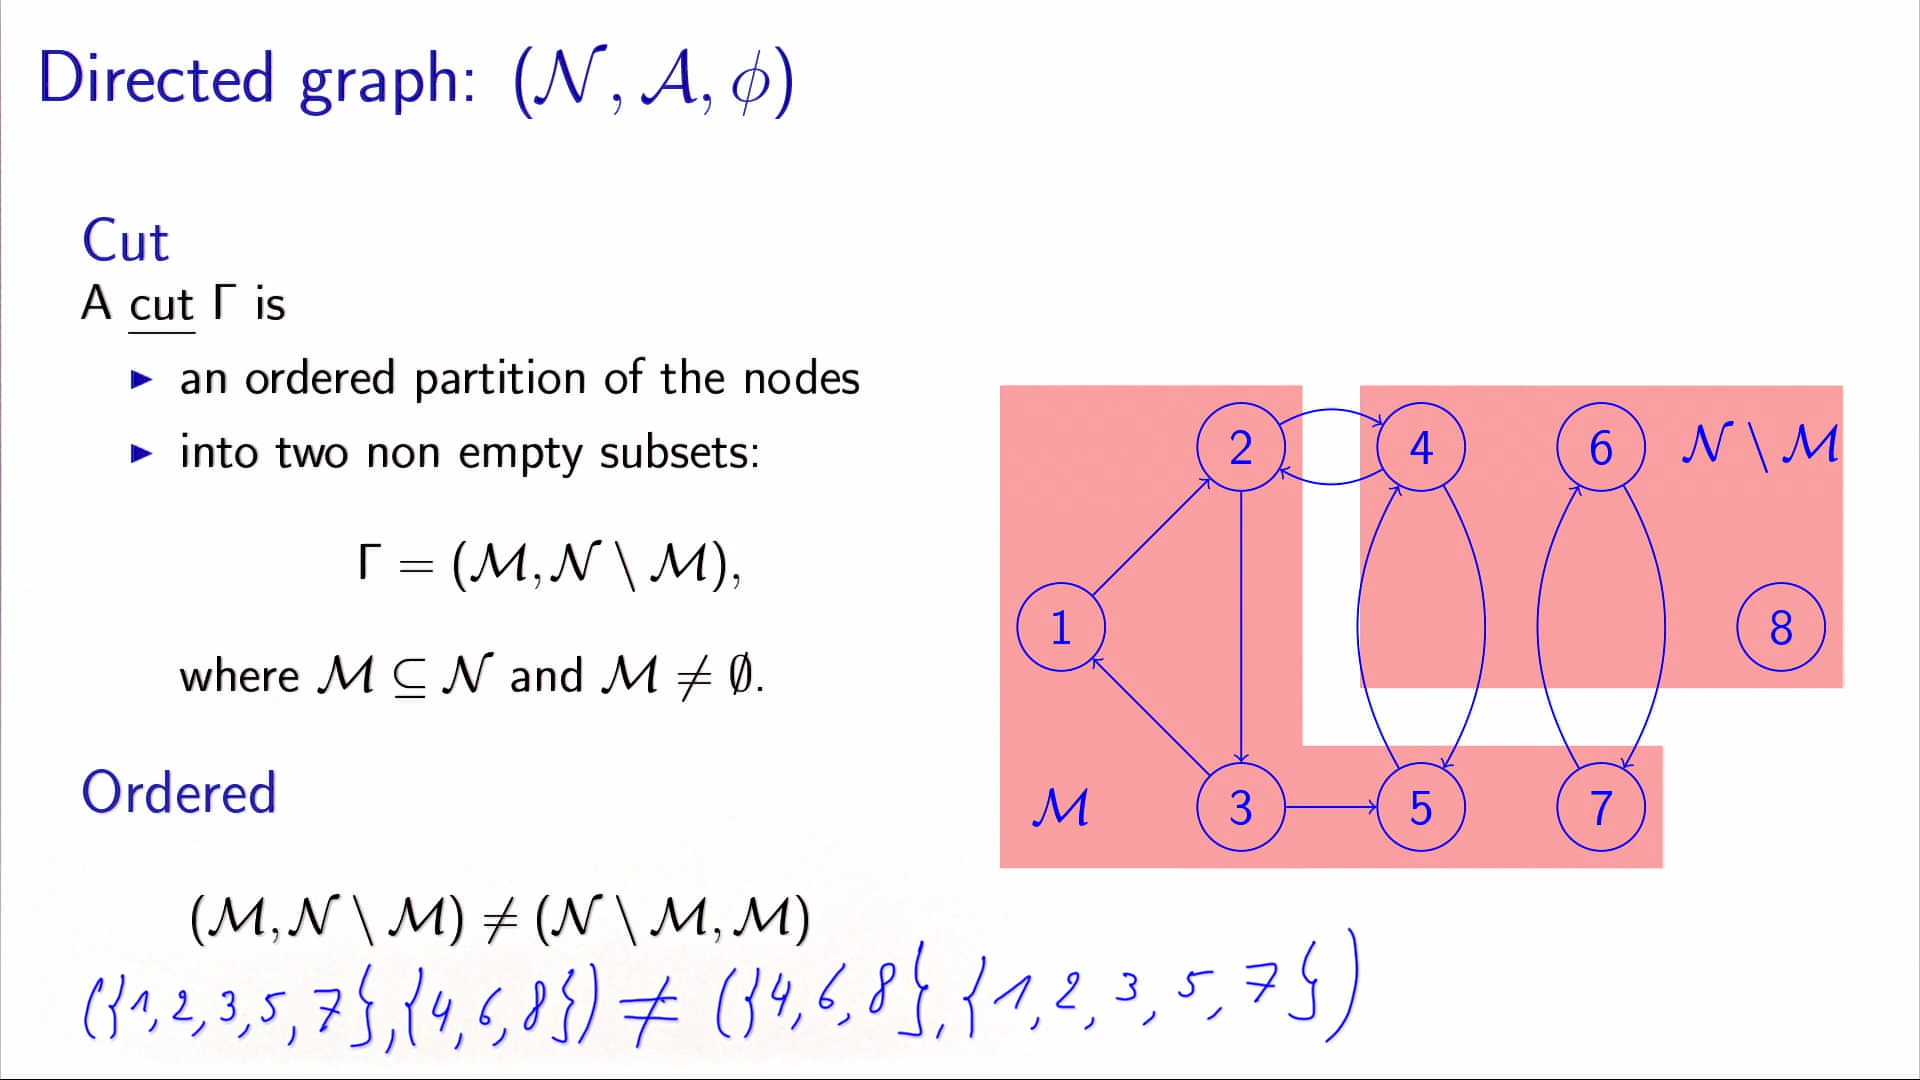 Directed graph: (𝒩, 𝒜, ϕ)
Cut
A cut Γ is
▶ an ordered partition of the nodes
▶ into two non empty subsets:
Γ = (ℳ, 𝒩 \ ℳ),
where ℳ ⊆ 𝒩 and ℳ ≠ ∅.
Ordered
(ℳ, 𝒩 \ ℳ) ≠ (𝒩 \ ℳ, ℳ)
({1,2,3,5,7},{4,6,8}) ≠ ({4,6,8},{1,2,3,5,7})
2 4 6 𝒩 \ ℳ
1 8
ℳ 3 5 7